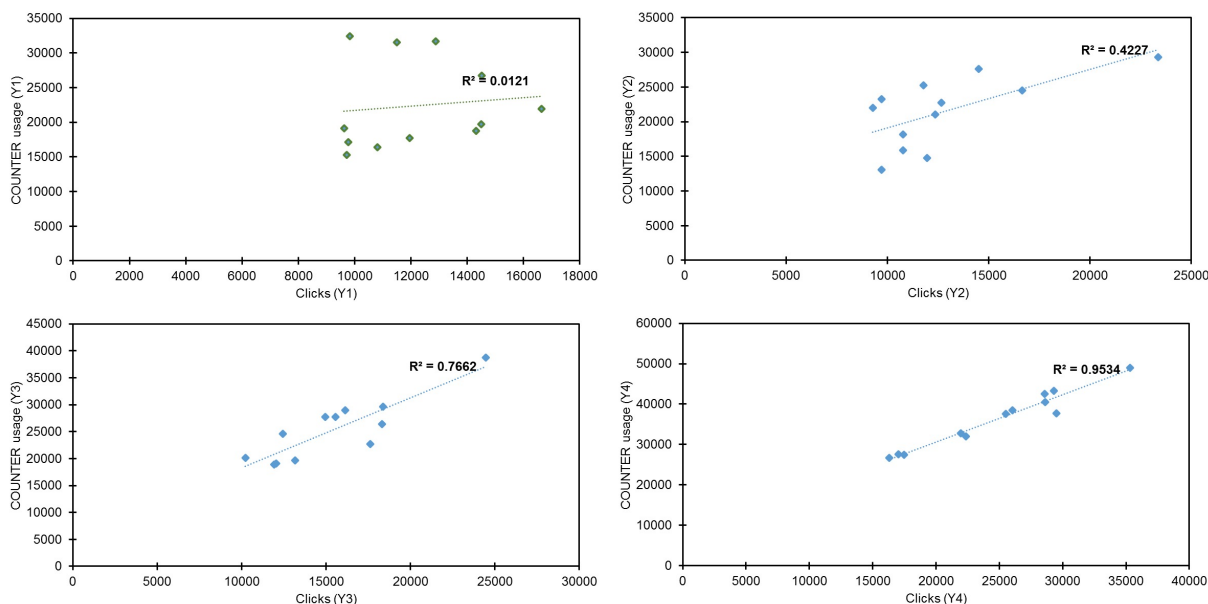 35000
30000
25000
20000
15000
10000
5000
0
COUNTER usage (Y1)
R² = 0.0121
0 2000 4000 6000 8000 10000 12000 14000 16000 18000
Clicks (Y1)
35000
30000
25000
20000
15000
10000
5000
0
COUNTER usage (Y2)
R² = 0.4227
0 5000 10000 15000 20000 25000
Clicks (Y2)
45000
40000
35000
30000
25000
20000
15000
10000
5000
0
COUNTER usage (Y3)
R² = 0.7662
0 5000 10000 15000 20000 25000 30000
Clicks (Y3)
60000
50000
40000
30000
20000
10000
0
COUNTER usage (Y4)
R² = 0.9534
0 5000 10000 15000 20000 25000 30000 35000 40000
Clicks (Y4)